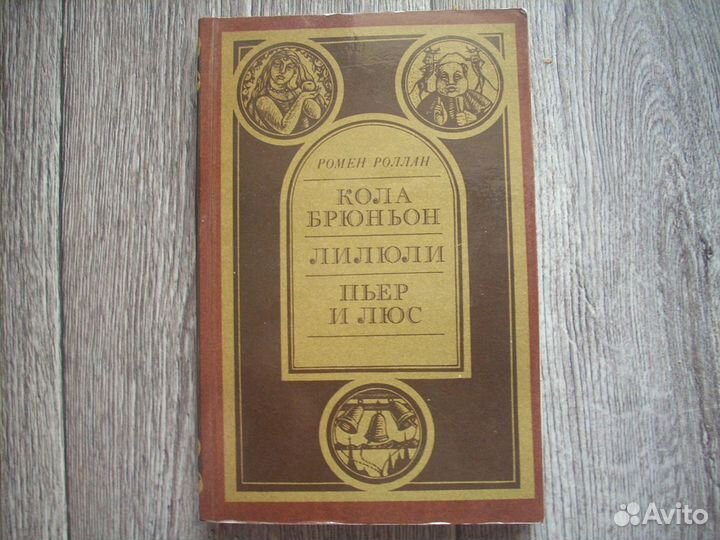 РОМЕН РОЛЛАН
КОЛА
БРЮНЬОН
ЛИЛЮЛИ
ПЬЕР
И ЛЮС
Avito